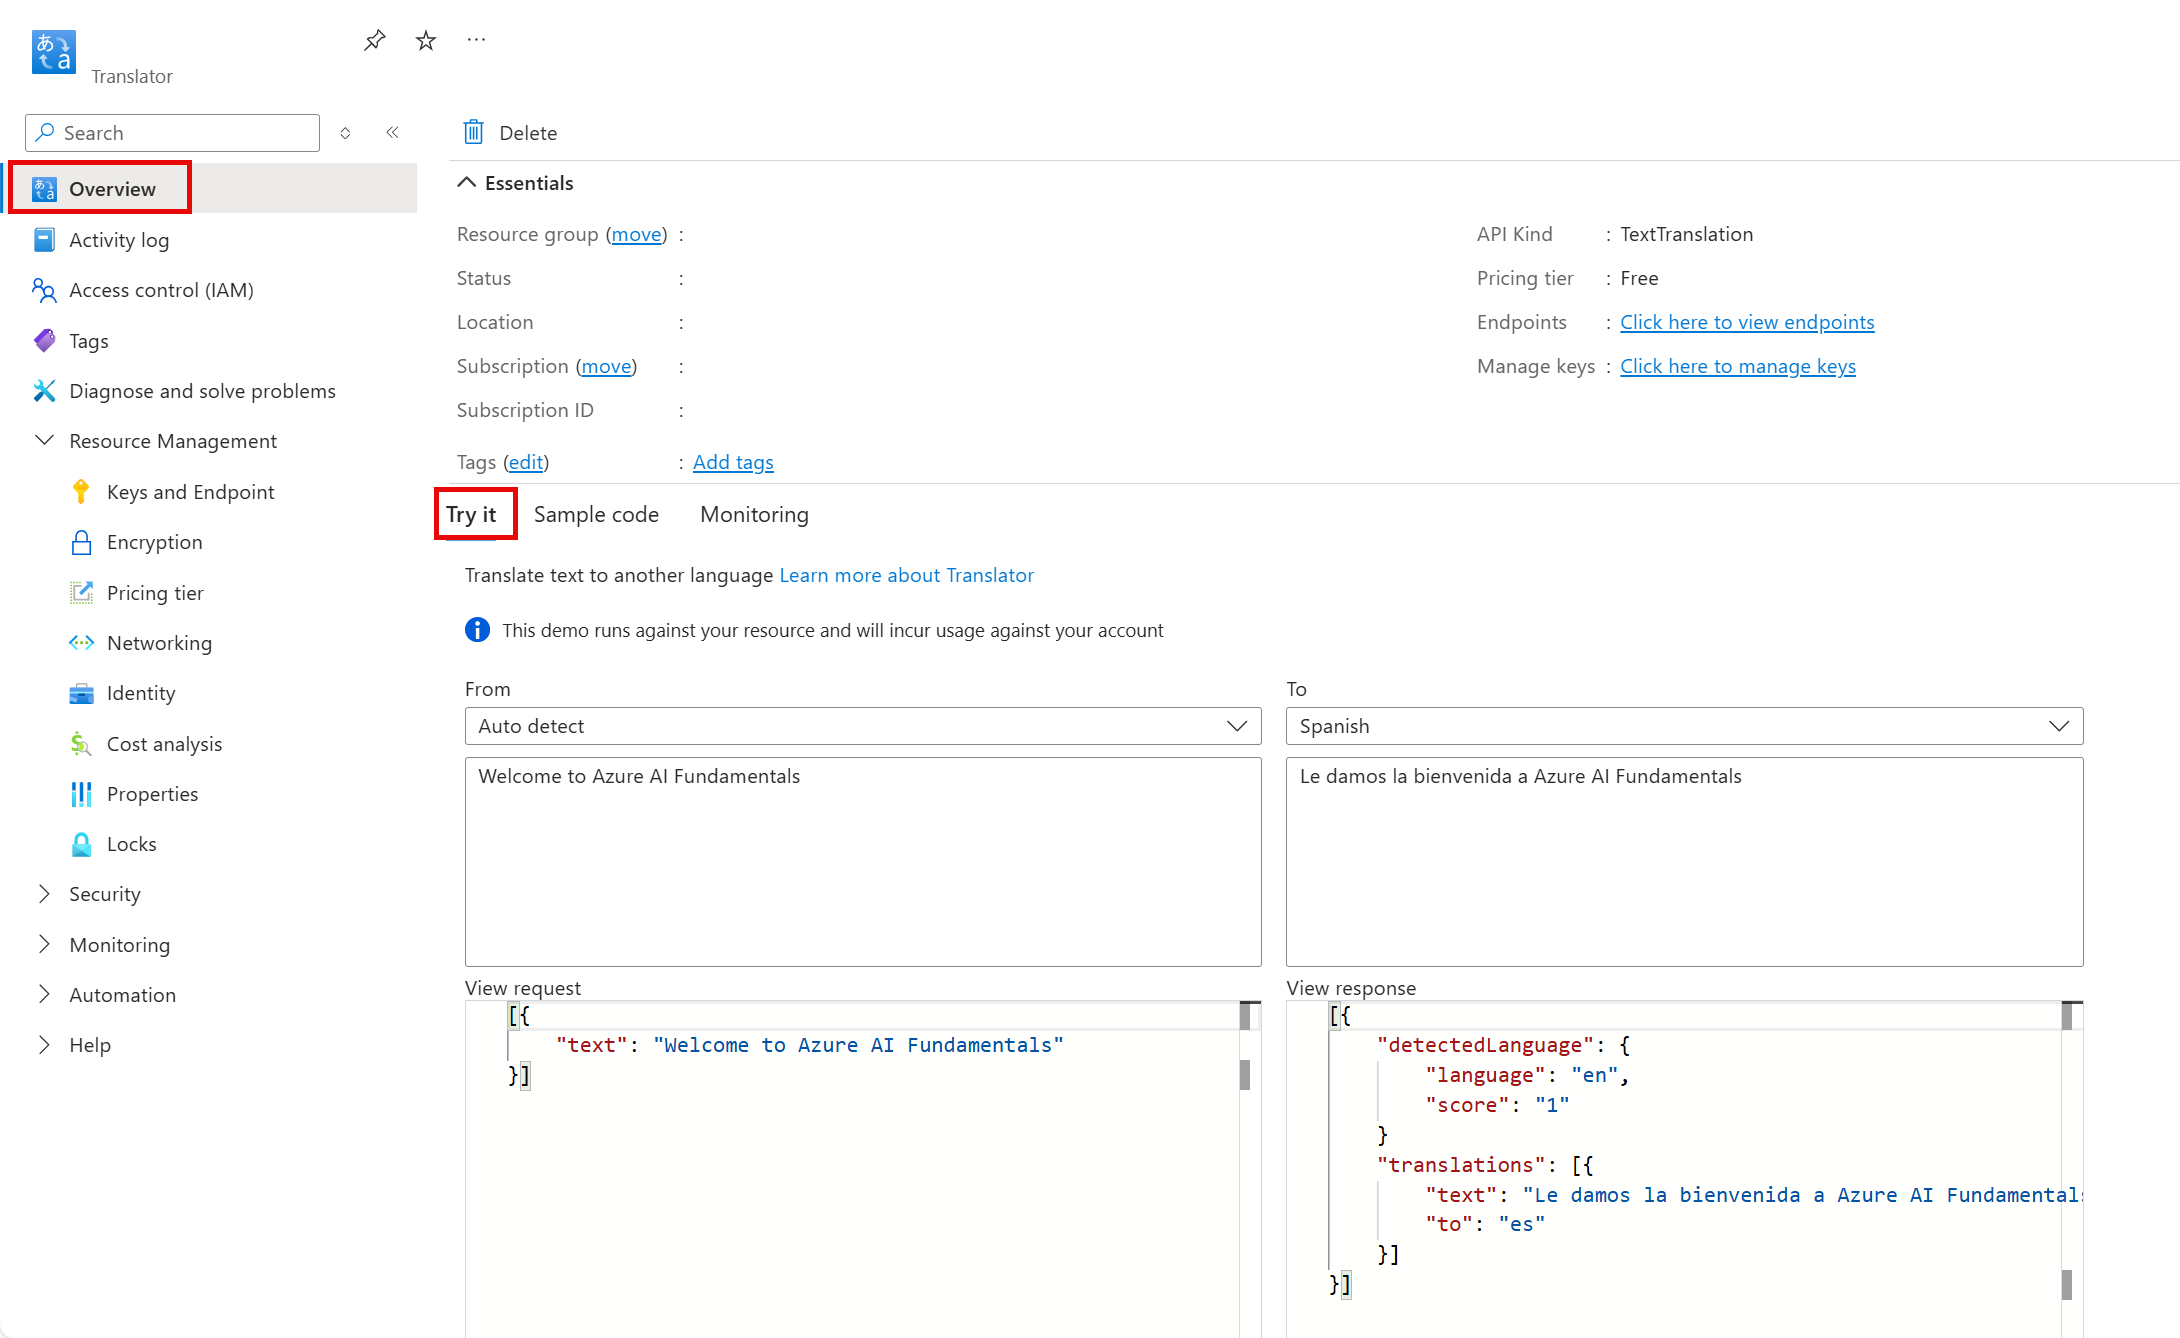 Translator
Search
Overview
Activity log
Access control (IAM)
Tags
Diagnose and solve problems
Resource Management
Keys and Endpoint
Encryption
Pricing tier
Networking
Identity
Cost analysis
Properties
Locks
Security
Monitoring
Automation
Help
Delete
Essentials
Resource group (move) :
Status :
Location :
Subscription (move) :
Subscription ID :
Tags (edit) : Add tags
API Kind : TextTranslation
Pricing tier : Free
Endpoints : Click here to view endpoints
Manage keys : Click here to manage keys
Try it Sample code Monitoring
Translate text to another language Learn more about Translator
This demo runs against your resource and will incur usage against your account
From
Auto detect
Welcome to Azure AI Fundamentals
To
Spanish
Le damos la bienvenida a Azure AI Fundamentals
View request
[{
"text": "Welcome to Azure AI Fundamentals"
}]
View response
[{
"detectedLanguage": {
"language": "en",
"score": "1"
}
"translations": [{
"text": "Le damos la bienvenida a Azure AI Fundamentals
"to": "es"
}]
}]